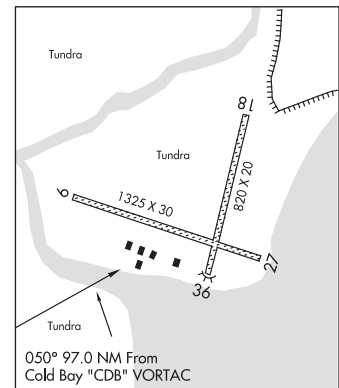 Tundra
18
Tundra
9
1325 X 30
820 X 20
27
36
Tundra
050° 97.0 NM From
Cold Bay "CDB" VORTAC